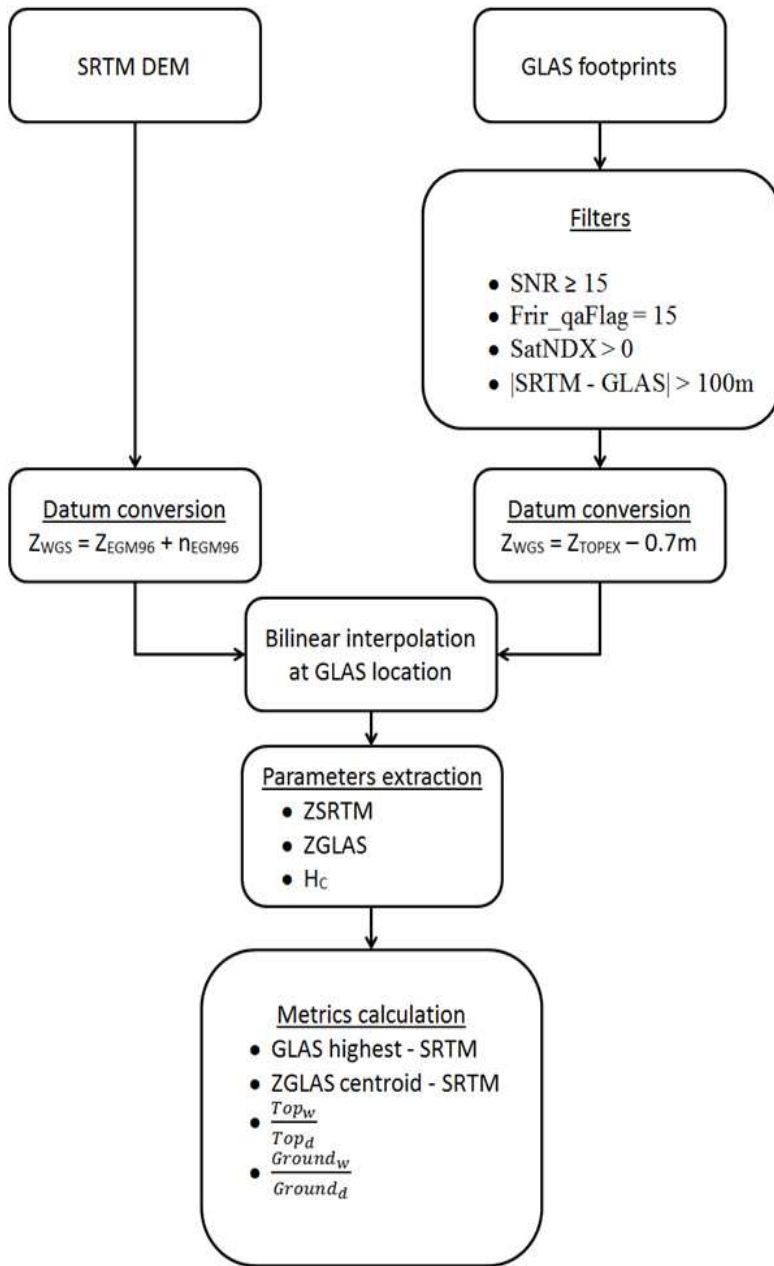 SRTM DEM
GLAS footprints
Filters
● SNR ≥ 15
● Frir_qaFlag = 15
● SatNDX > 0
● |SRTM - GLAS| > 100m
Datum conversion
ZWGS = ZEGM96 + nEGM96
Datum conversion
ZWGS = ZTOPEX – 0.7m
Bilinear interpolation
at GLAS location
Parameters extraction
● ZSRTM
● ZGLAS
● HC
Metrics calculation
● GLAS highest - SRTM
● ZGLAS centroid - SRTM
● Topw
Topd
● Groundw
Groundd